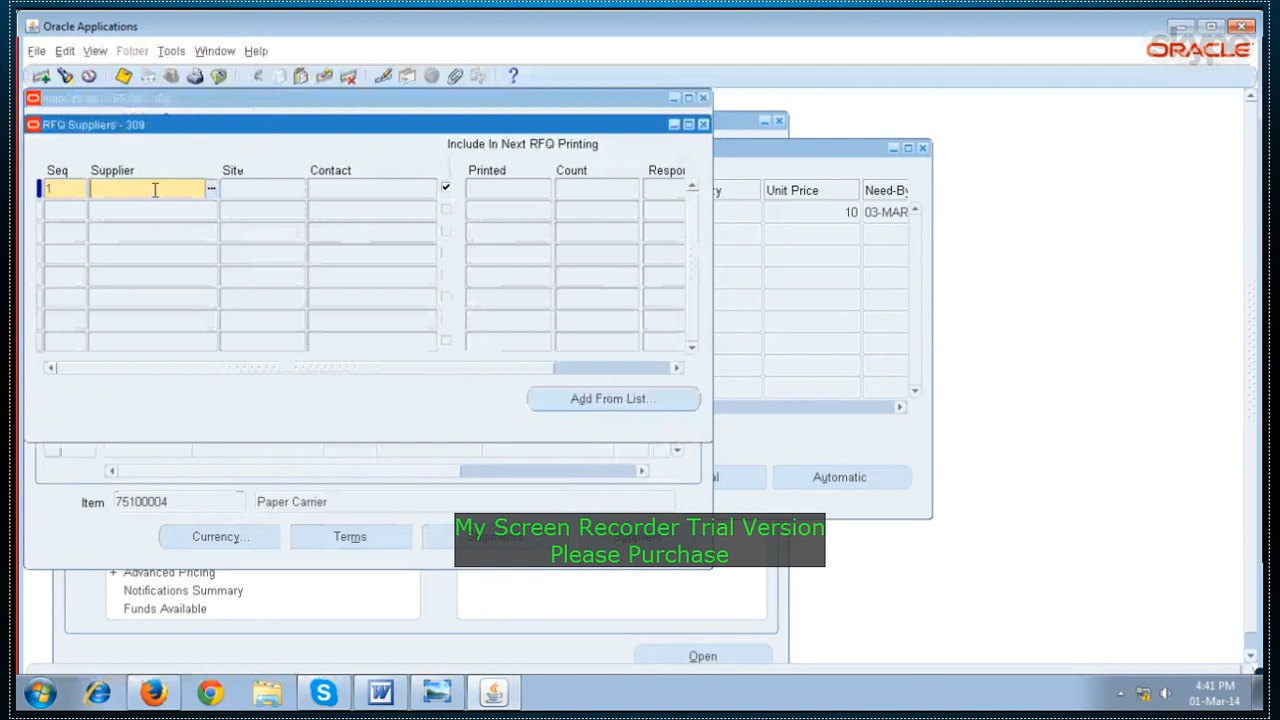 Oracle Applications
File Edit View Folder Tools Window Help
skype
ORACLE
RFQ Suppliers - 309
Include In Next RFQ Printing
Seq Supplier Site Contact Printed Count Respo
1
Unit Price Need-By
10 03-MAR
Add From List...
Automatic
Item 75100004 Paper Carrier
Currency... Terms
My Screen Recorder Trial Version
Please Purchase
+ Advanced Pricing
Notifications Summary
Funds Available
Open
4:41 PM
01-Mar-14